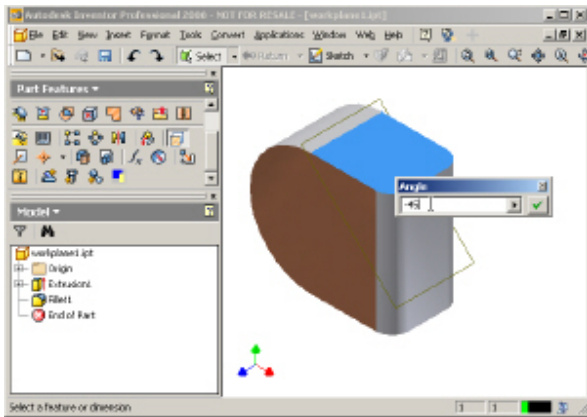 Autodesk Inventor Professional 2006 - NOT FOR RESALE - [workplane1.ipt]
File Edit View Insert Format Tools Convert Applications Window Web Help
Select Return Sketch
Part Features
Angle
-45
Model
workplane1.ipt
Origin
Extrusion1
Fillet1
End of Part
Select a feature or dimension
1 1